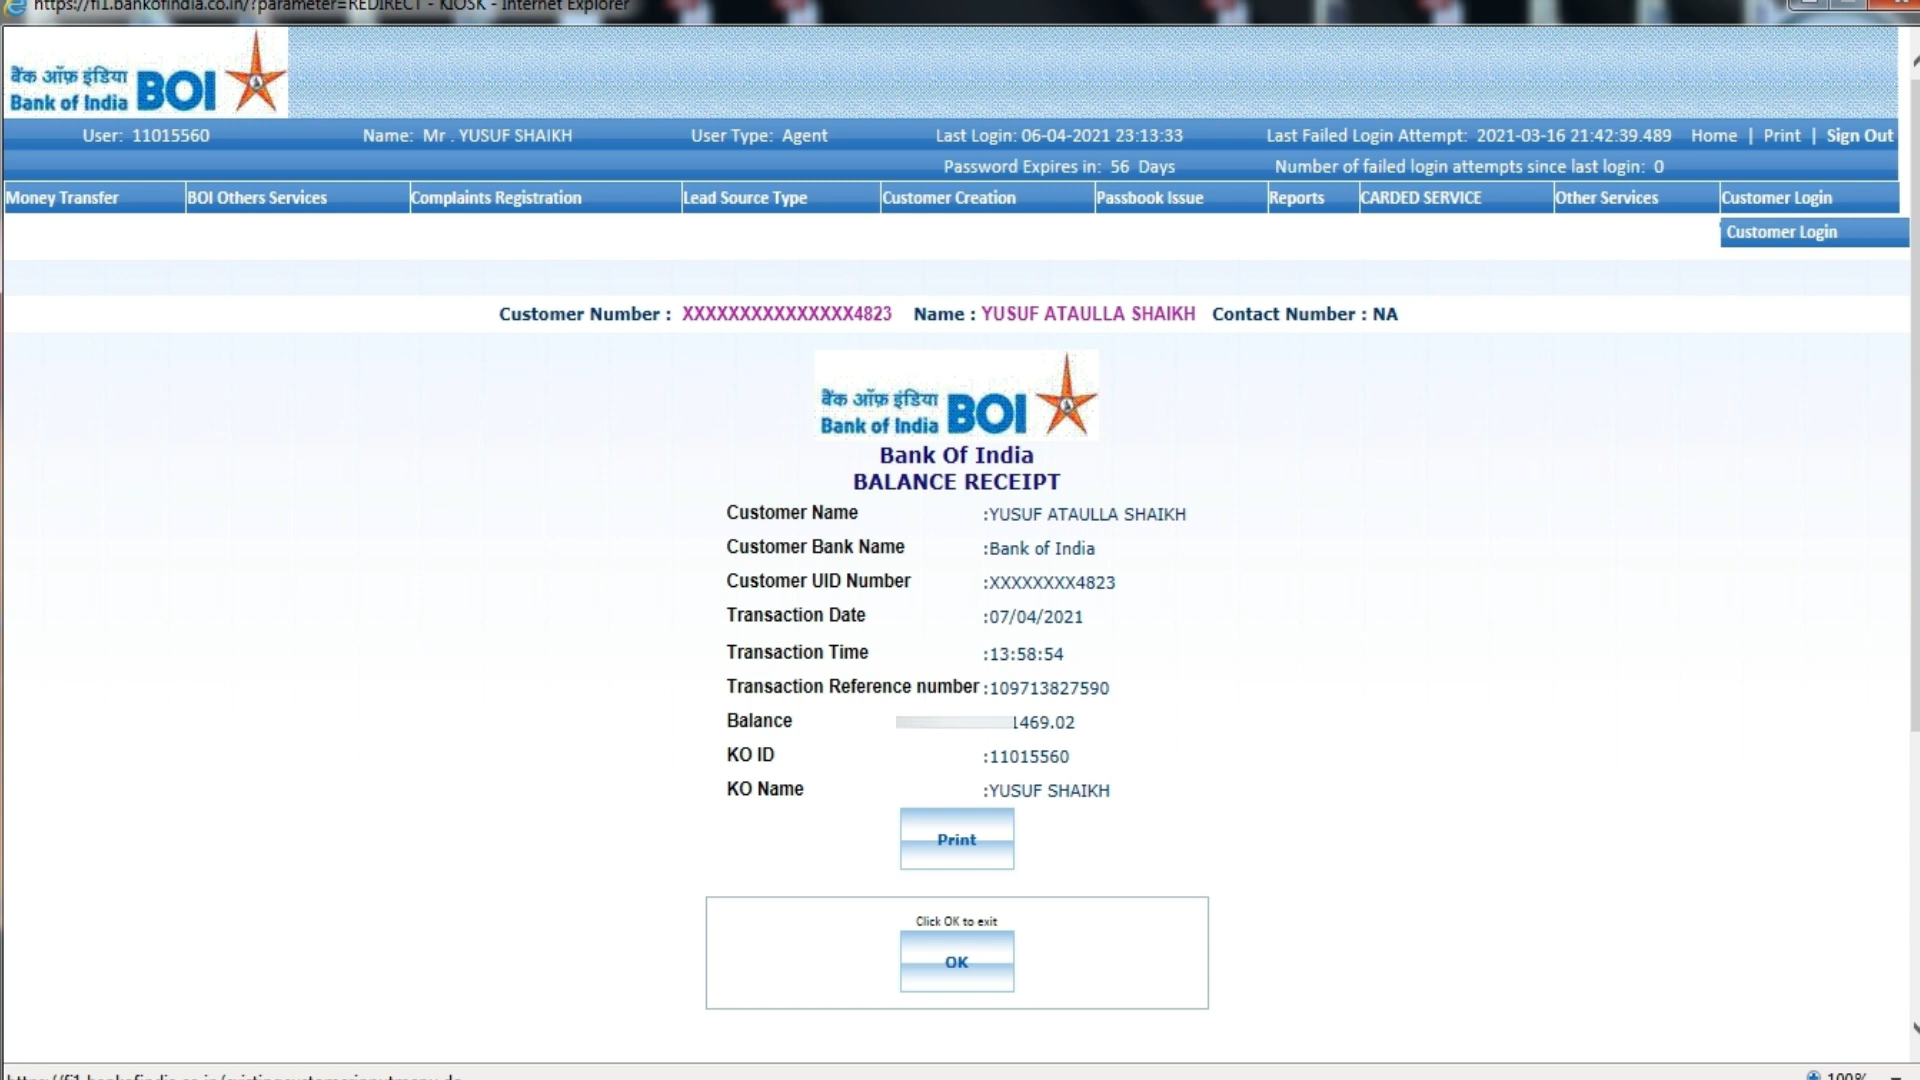 https://fi1.bankofindia.co.in/?parameter=REDIRECT - KIOSK - Internet Explorer
बैंक ऑफ़ इंडिया
Bank of India BOI
User: 11015560 Name: Mr . YUSUF SHAIKH User Type: Agent Last Login: 06-04-2021 23:13:33 Last Failed Login Attempt: 2021-03-16 21:42:39.489 Home | Print | Sign Out
Password Expires in: 56 Days Number of failed login attempts since last login: 0
Money Transfer BOI Others Services Complaints Registration Lead Source Type Customer Creation Passbook Issue Reports CARDED SERVICE Other Services Customer Login
Customer Login
Customer Number : XXXXXXXXXXXXXXX4823 Name : YUSUF ATAULLA SHAIKH Contact Number : NA
बैंक ऑफ़ इंडिया
Bank of India BOI
Bank Of India
BALANCE RECEIPT
Customer Name :YUSUF ATAULLA SHAIKH
Customer Bank Name :Bank of India
Customer UID Number :XXXXXXXX4823
Transaction Date :07/04/2021
Transaction Time :13:58:54
Transaction Reference number :109713827590
Balance 1469.02
KO ID :11015560
KO Name :YUSUF SHAIKH
Print
Click OK to exit
OK
100%